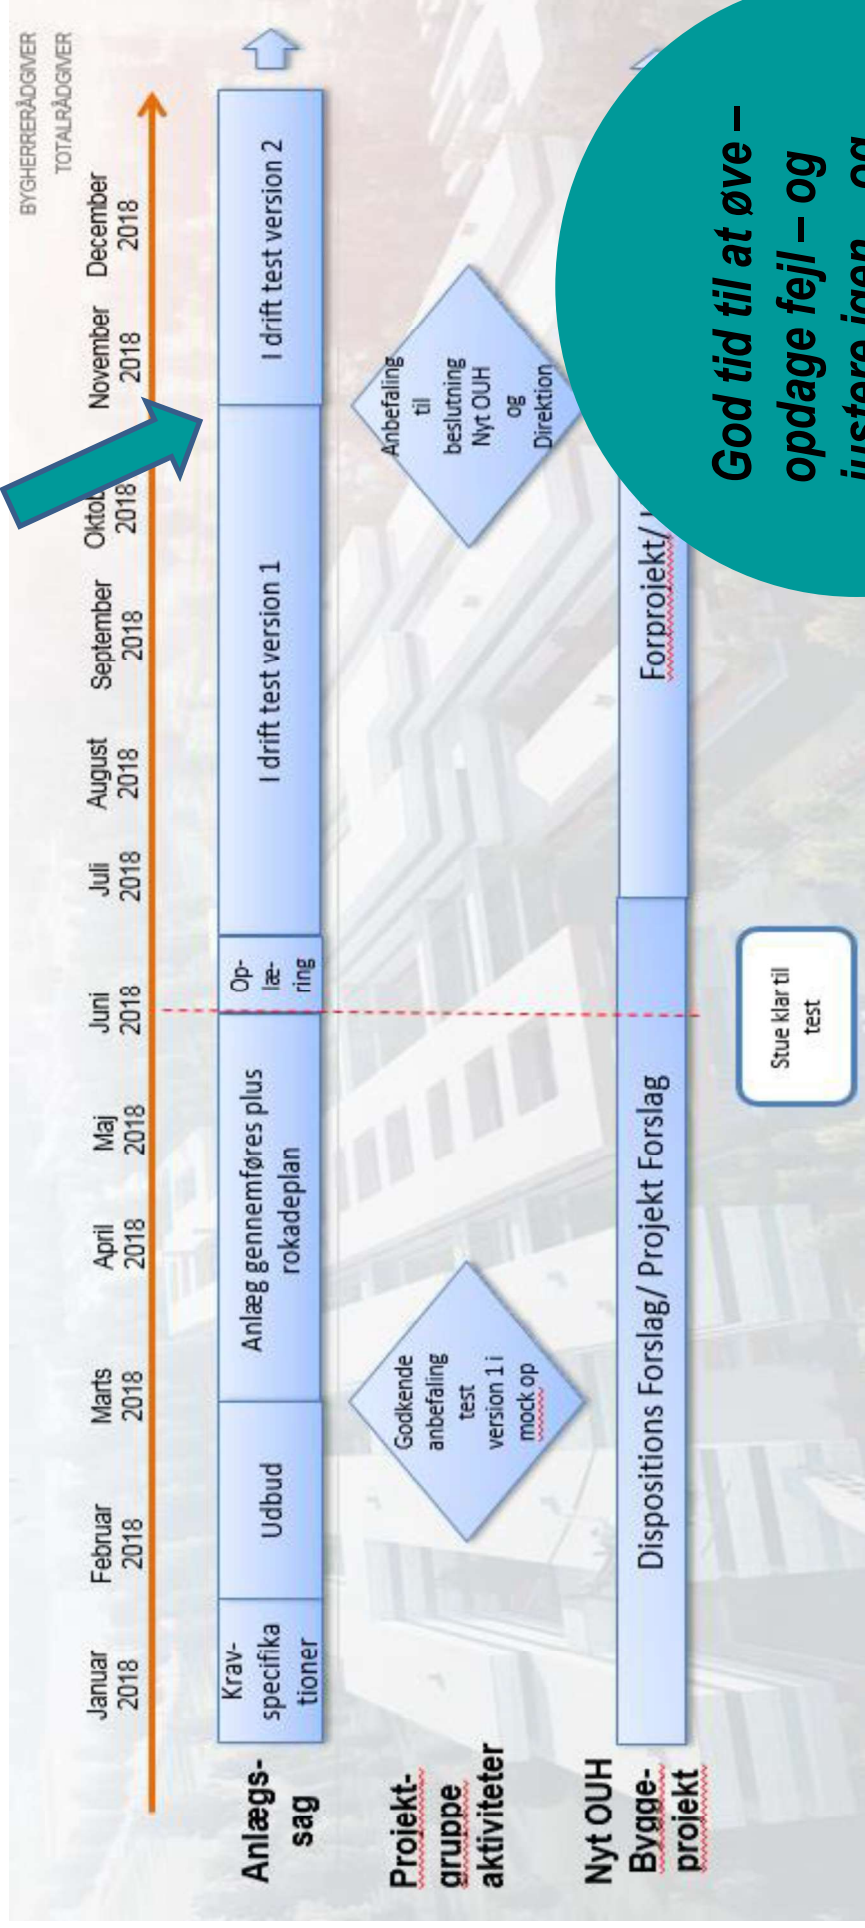 BYGHERRERÅDGIVER
TOTALRÅDGIVER
Januar
2018
Februar
2018
Marts
2018
April
2018
Maj
2018
Juni
2018
Juli
2018
August
2018
September
2018
Oktob
2018
November
2018
December
2018
Anlægs-
sag
Krav-
specifika
tioner
Udbud
Anlæg gennemføres plus
rokadeplan
Op-
læ-
ring
I drift test version 1
I drift test version 2
Projekt-
gruppe
aktiviteter
Godkende
anbefaling
test
version 1 i
mock op
Anbefaling
til
beslutning
Nyt OUH
og
Direktion
Nyt OUH
Bygge-
projekt
Dispositions Forslag/ Projekt Forslag
Forprojekt/
Stue klar til
test
God tid til at øve –
opdage fejl – og
justere igen og